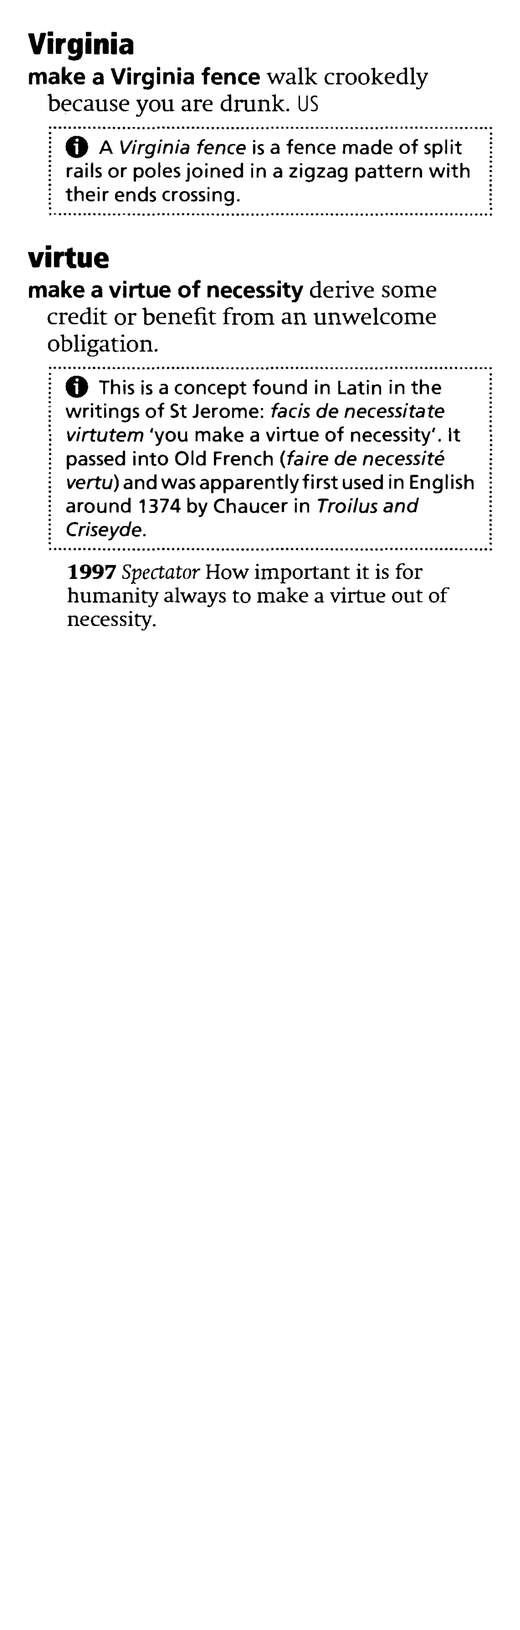 Virginia
make a Virginia fence walk crookedly
because you are drunk. US
A Virginia fence is a fence made of split
rails or poles joined in a zigzag pattern with
their ends crossing.
virtue
make a virtue of necessity derive some
credit or benefit from an unwelcome
obligation.
This is a concept found in Latin in the
writings of St Jerome: facis de necessitate
virtutem ‘you make a virtue of necessity’. It
passed into Old French (faire de necessité
vertu) and was apparently first used in English
around 1374 by Chaucer in Troilus and
Criseyde.
1997 Spectator How important it is for
humanity always to make a virtue out of
necessity.